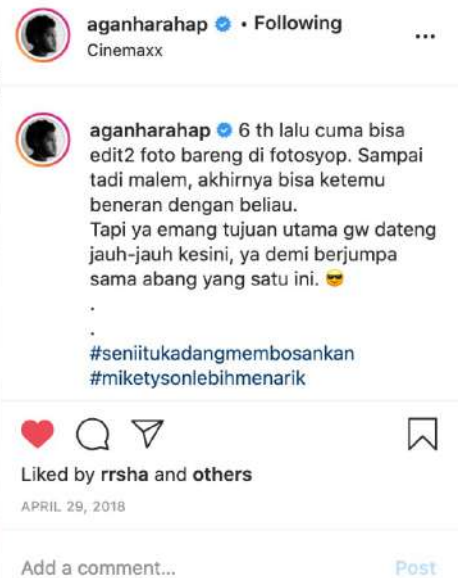 aganharahap • Following
Cinemaxx
aganharahap 6 th lalu cuma bisa
edit2 foto bareng di fotosyop. Sampai
tadi malem, akhirnya bisa ketemu
beneran dengan beliau.
Tapi ya emang tujuan utama gw dateng
jauh-jauh kesini, ya demi berjumpa
sama abang yang satu ini. 😎
.
.
#seniitukadangmembosankan
#miketysonlebihmenarik
Liked by rrsha and others
APRIL 29, 2018
Add a comment...
Post